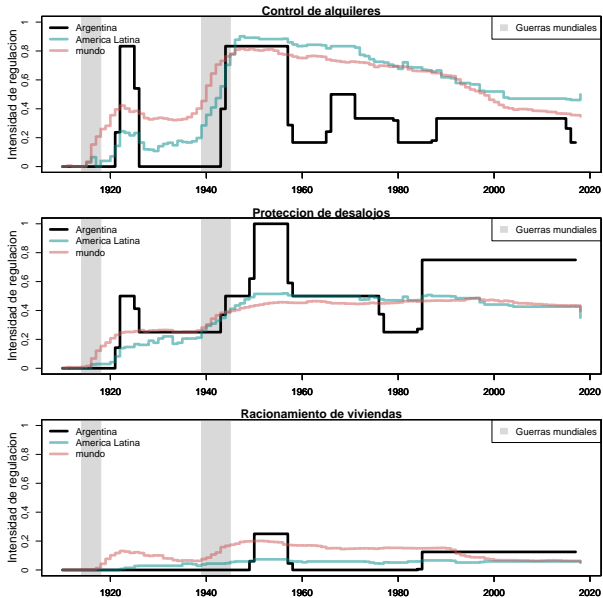 Control de alquileres
Intensidad de regulacion
0 0.2 0.4 0.6 0.8 1
Argentina
America Latina
mundo
Guerras mundiales
1920 1940 1960 1980 2000 2020
Proteccion de desalojos
Intensidad de regulacion
0 0.2 0.4 0.6 0.8 1
Argentina
America Latina
mundo
Guerras mundiales
1920 1940 1960 1980 2000 2020
Racionamiento de viviendas
Intensidad de regulacion
0 0.2 0.4 0.6 0.8 1
Argentina
America Latina
mundo
Guerras mundiales
1920 1940 1960 1980 2000 2020